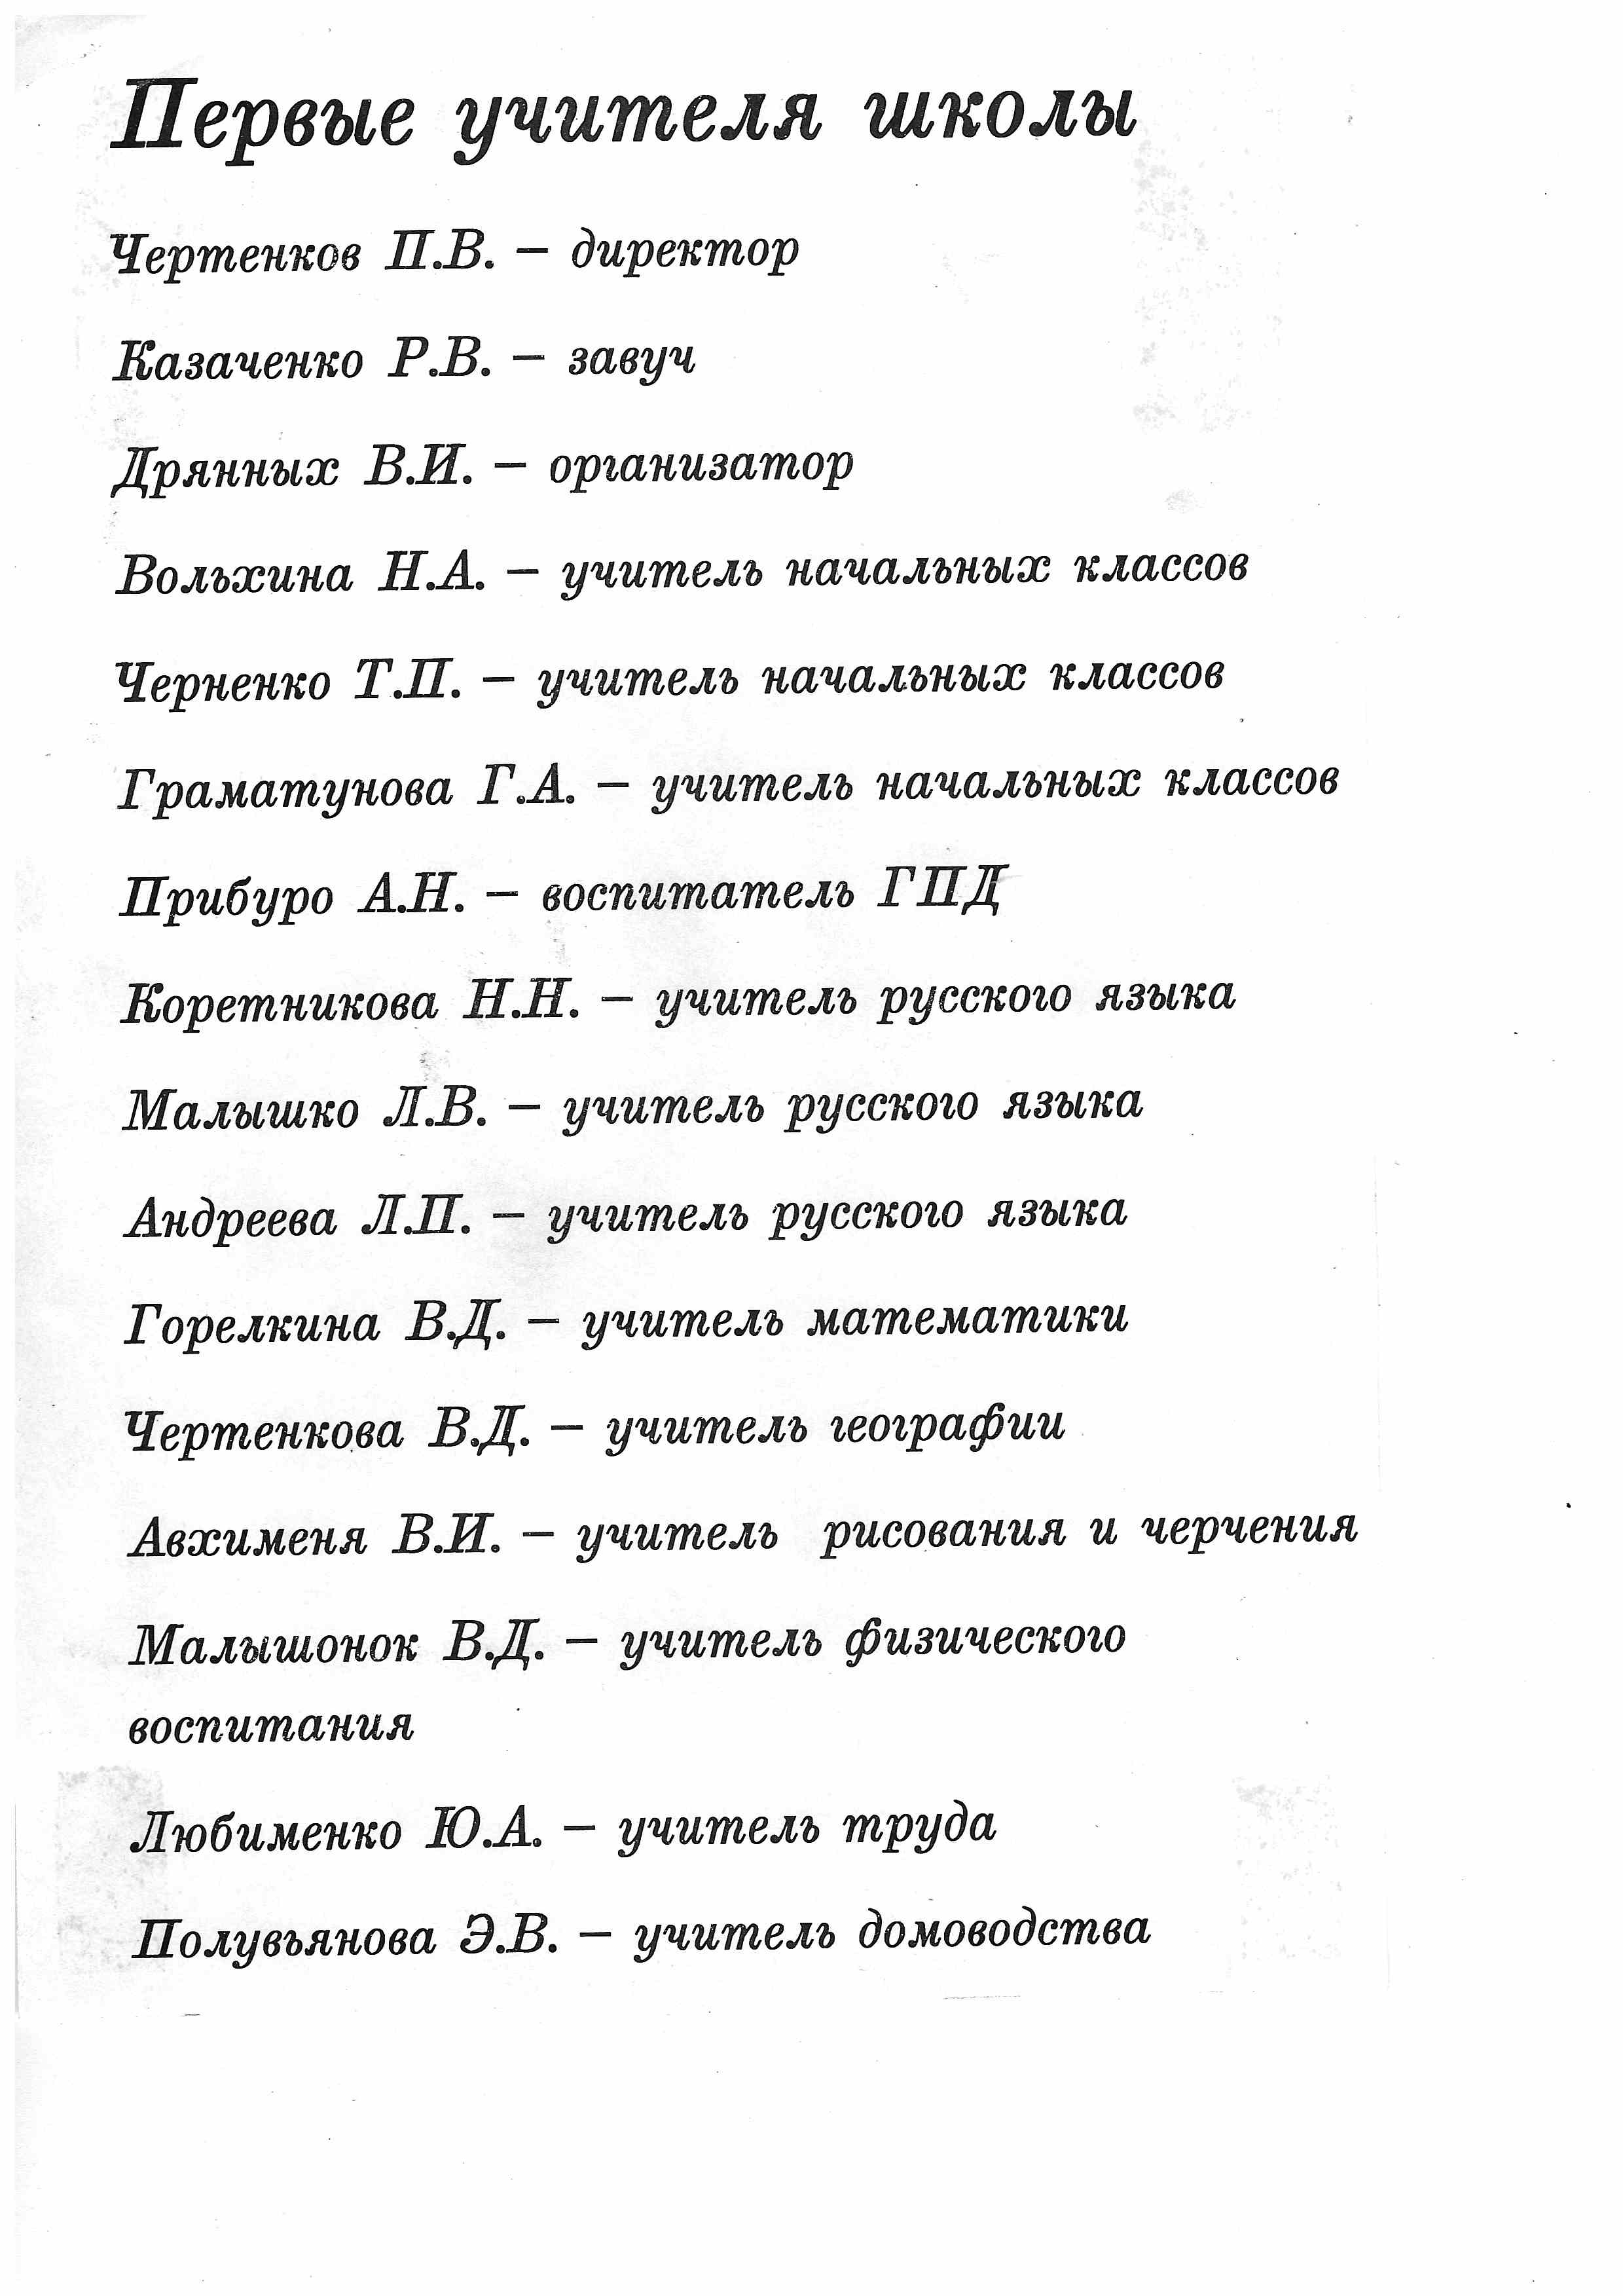 Первые учителя школы
Чертенков П.В. – директор
Казаченко Р.В. – завуч
Дрянных В.И. – организатор
Вольхина Н.А. – учитель начальных классов
Черненко Т.П. – учитель начальных классов
Граматунова Г.А. – учитель начальных классов
Прибуро А.Н. – воспитатель ГПД
Коретникова Н.Н. – учитель русского языка
Малышко Л.В. – учитель русского языка
Андреева Л.П. – учитель русского языка
Горелкина В.Д. – учитель математики
Чертенкова В.Д. – учитель географии
Авхименя В.И. – учитель рисования и черчения
Малышонок В.Д. – учитель физического
воспитания
Любименко Ю.А. – учитель труда
Полувьянова Э.В. – учитель домоводства